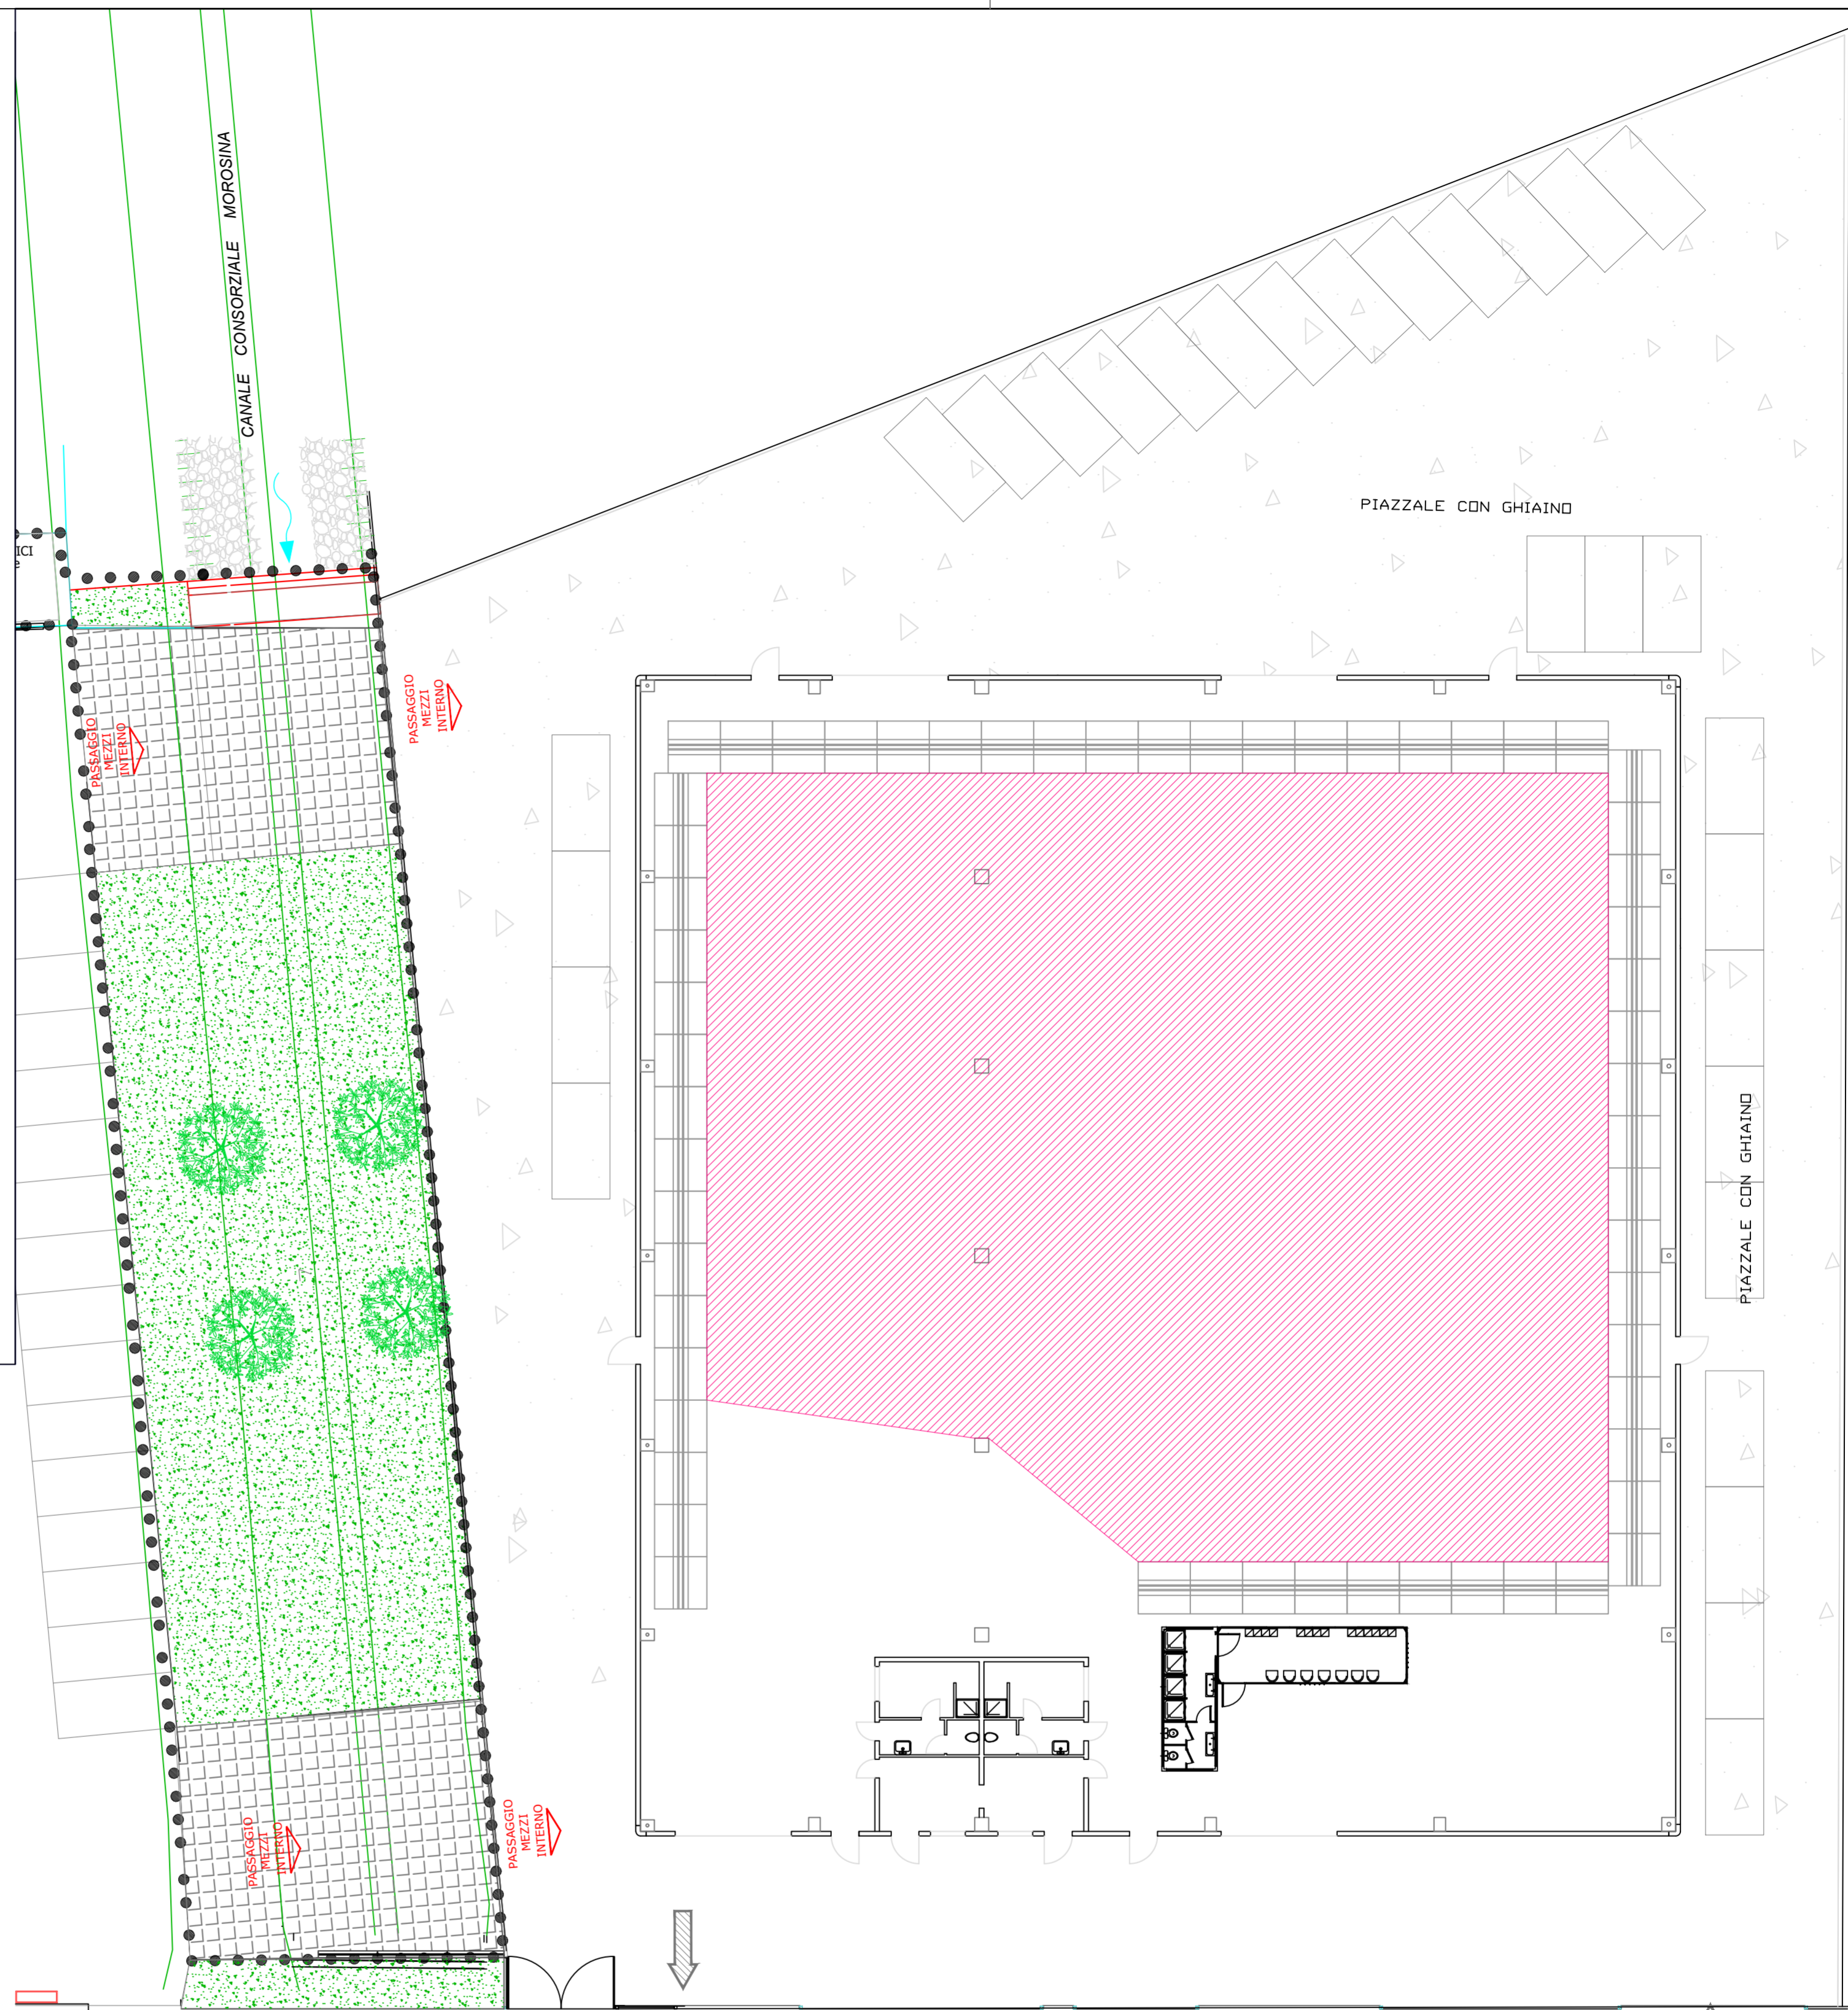 CANALE CONSORZIALE MOROSINA
PIAZZALE CON GHIAINO
ICI
PASSAGGIO
MEZZI
INTERNO
PASSAGGIO
MEZZI
INTERNO
PIAZZALE CON GHIAINO
PASSAGGIO
MEZZI
INTERNO
PASSAGGIO
MEZZI
INTERNO